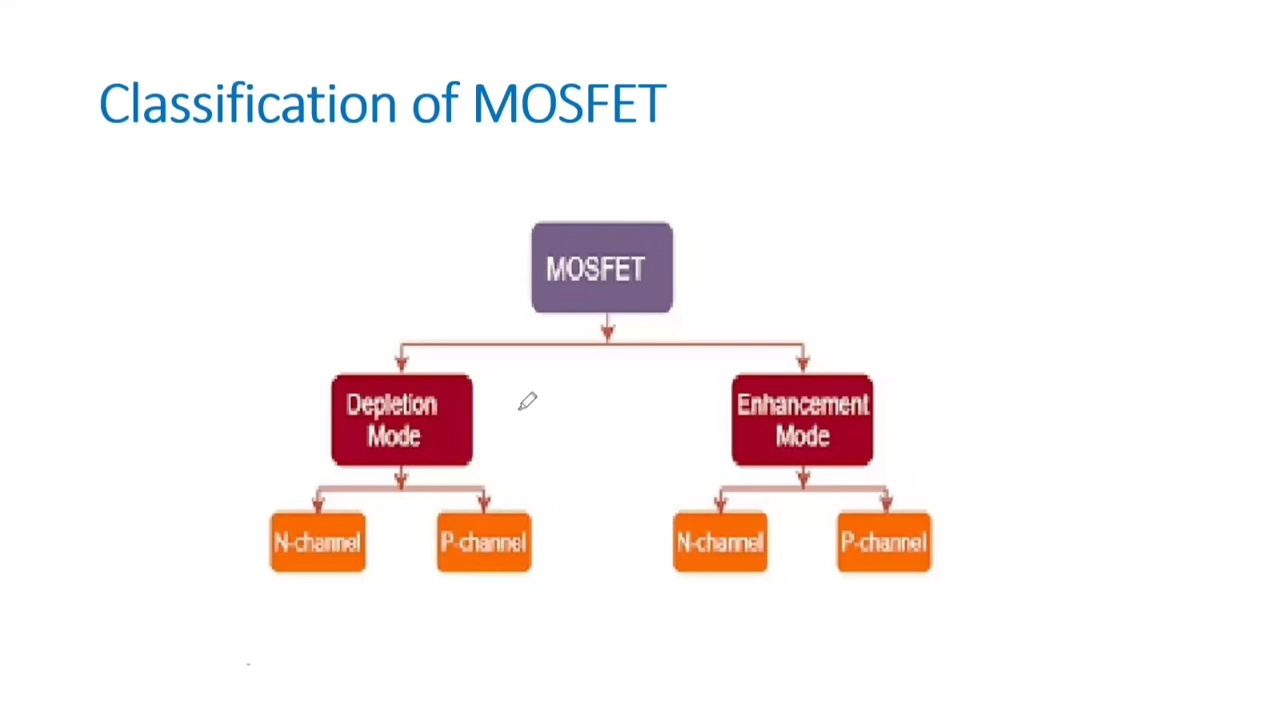 Classification of MOSFET
MOSFET
Depletion
Mode
Enhancement
Mode
N-channel
P-channel
N-channel
P-channel